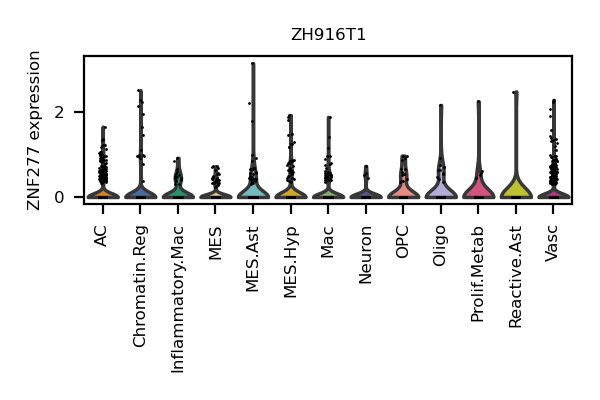 ZH916T1
ZNF277 expression
2
0
AC
Chromatin.Reg
Inflammatory.Mac
MES
MES.Ast
MES.Hyp
Mac
Neuron
OPC
Oligo
Prolif.Metab
Reactive.Ast
Vasc